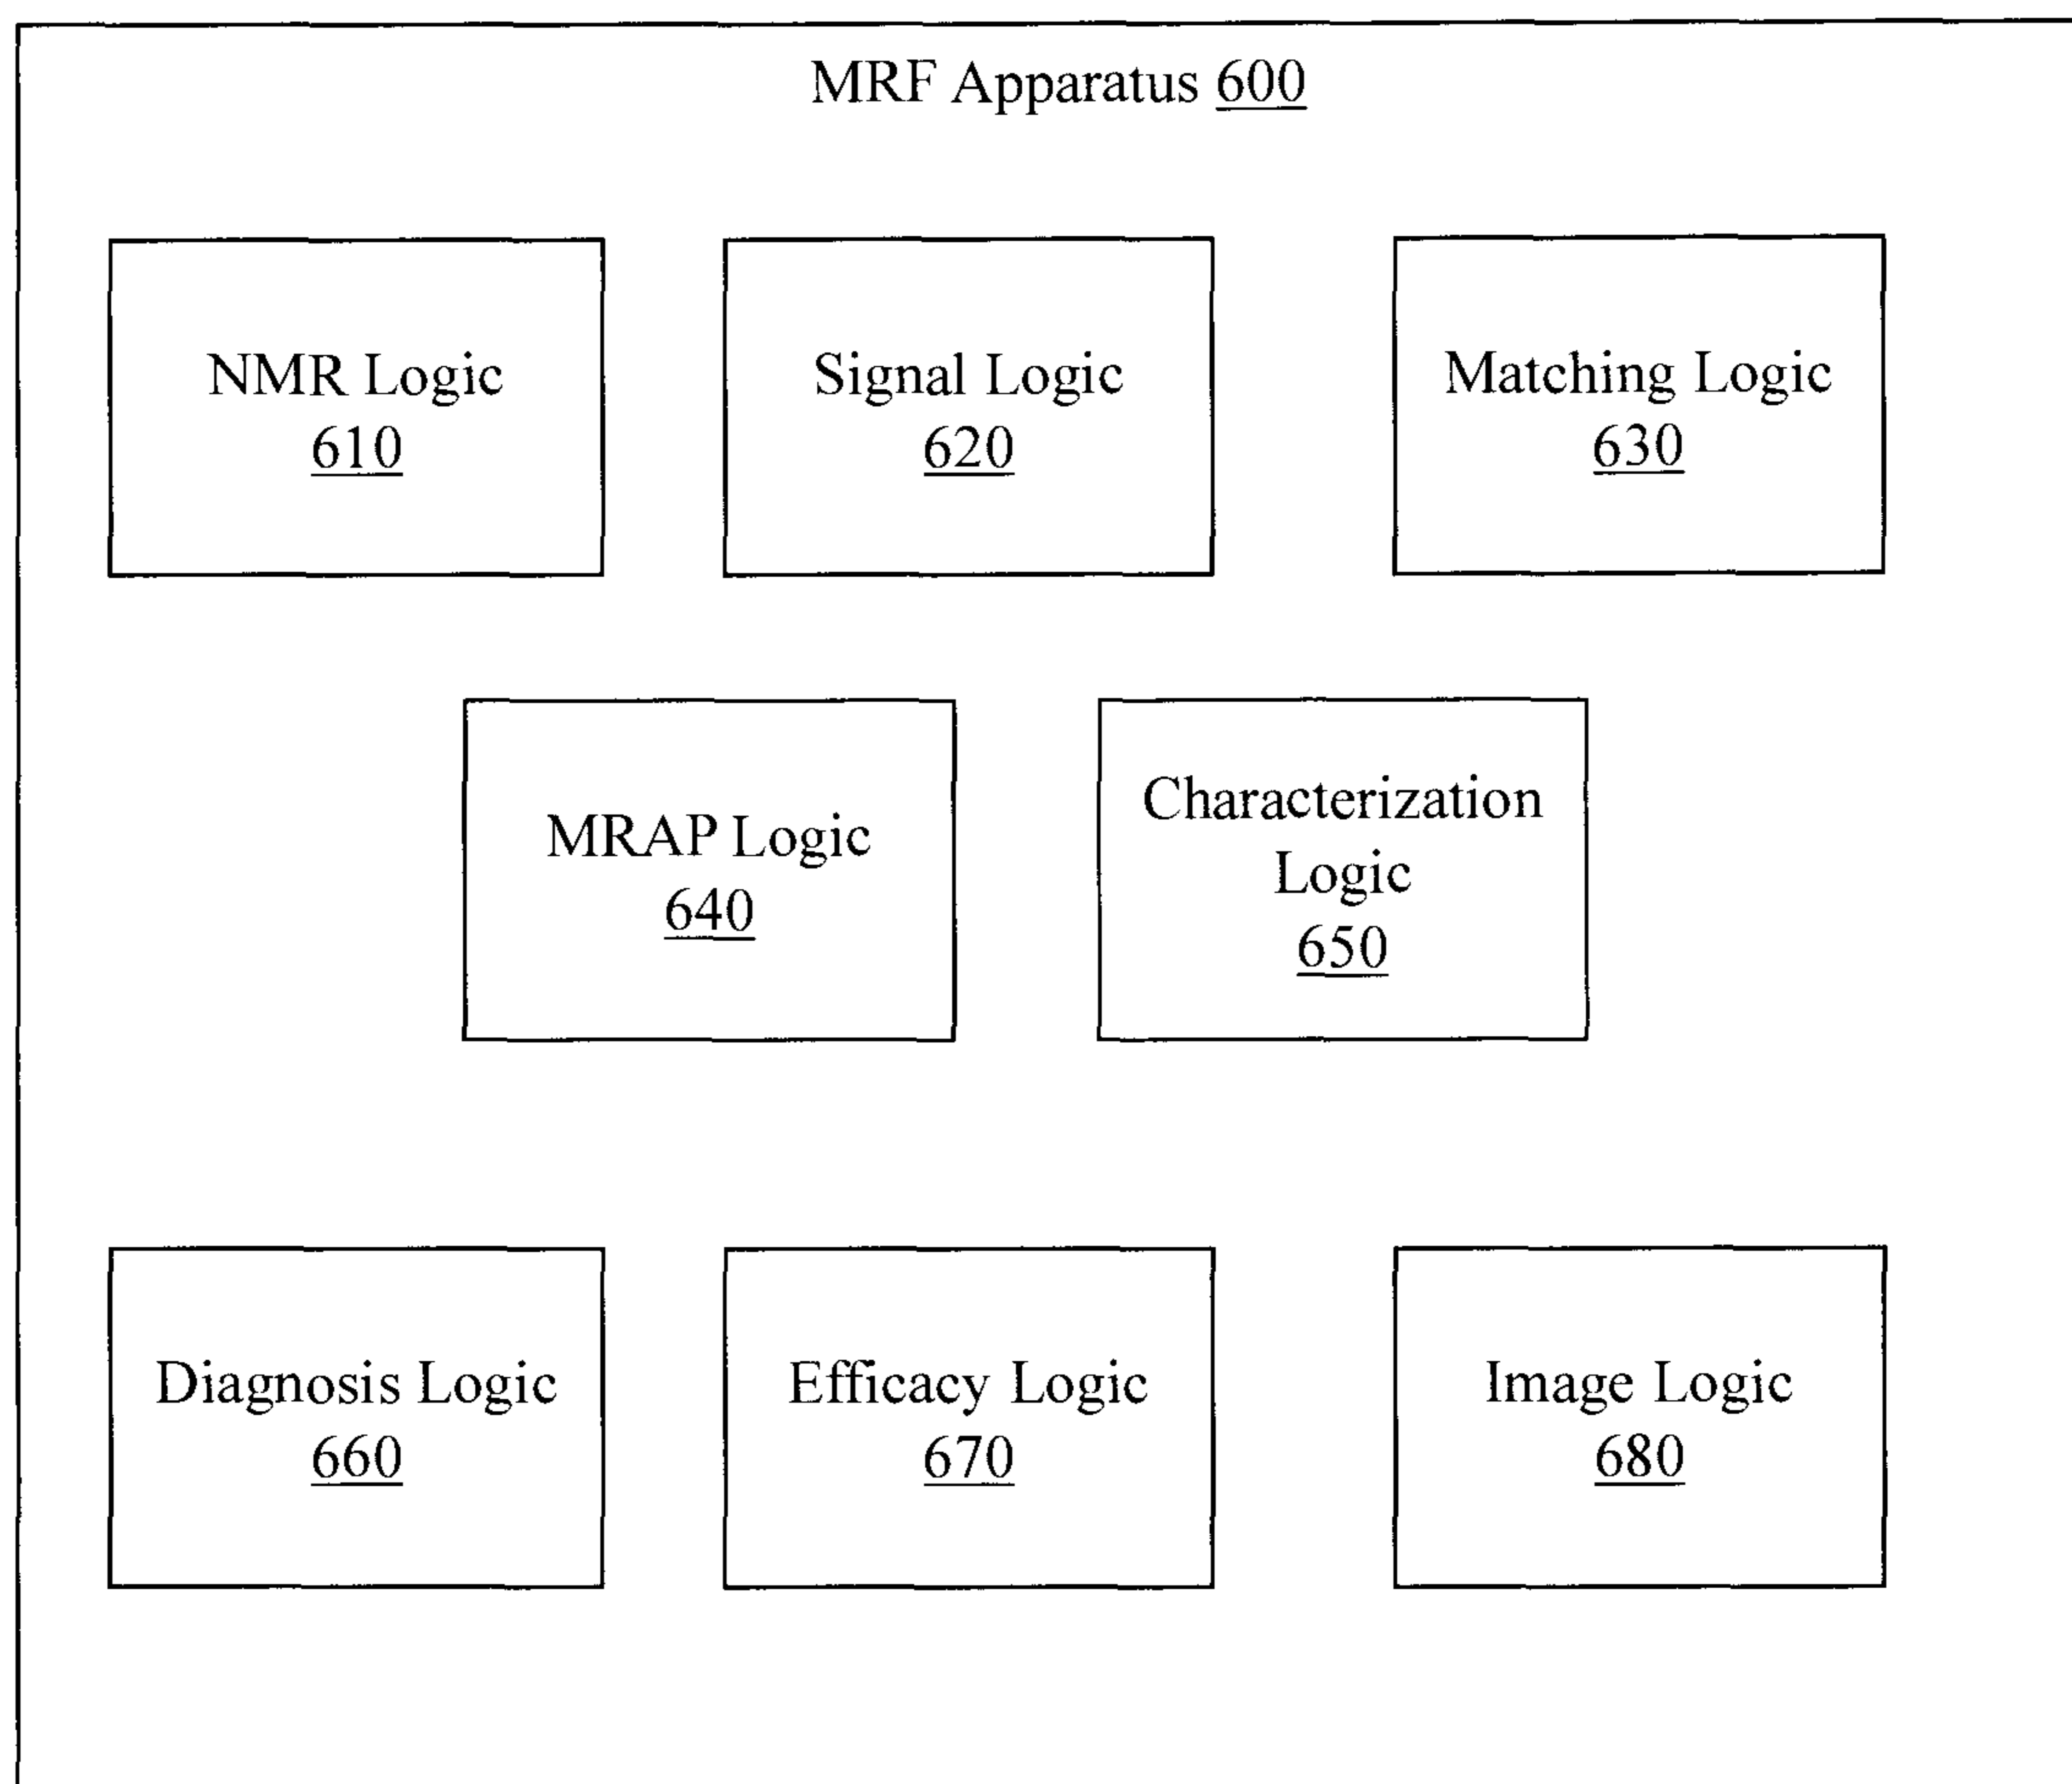 MRF Apparatus 600
NMR Logic
610
Signal Logic
620
Matching Logic
630
MRAP Logic
640
Characterization
Logic
650
Diagnosis Logic
660
Efficacy Logic
670
Image Logic
680